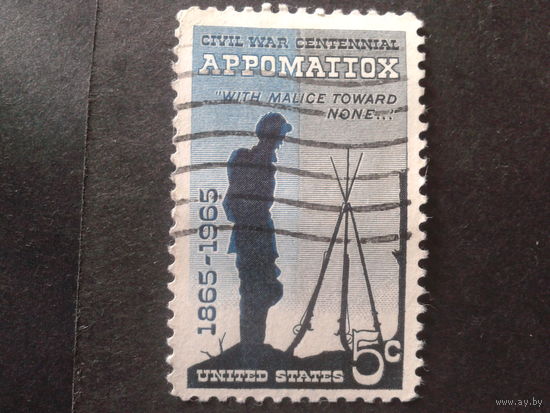 CIVIL WAR CENTENNIAL
APPOMATTOX
"WITH MALICE TOWARD
NONE..."
1865-1965
5c
UNITED STATES
www.ay.by